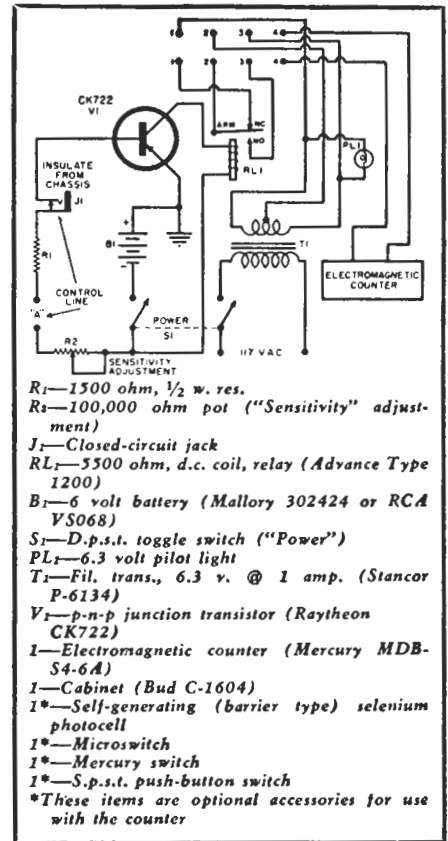 1 2 3 4
1 2 3 4
CK722
V1
ARM NC
NO
RL1
PL1
INSULATE
FROM
CHASSIS
J1
R1
B1
+
-
T1
CONTROL
LINE
"A"
POWER
S1
ELECTROMAGNETIC
COUNTER
R2
SENSITIVITY
ADJUSTMENT
117 VAC
R1—1500 ohm, 1/2 w. res.
R2—100,000 ohm pot ("Sensitivity" adjust-
ment)
J1—Closed-circuit jack
RL1—5500 ohm, d.c. coil, relay (Advance Type
1200)
B1—6 volt battery (Mallory 302424 or RCA
VS068)
S1—D.p.s.t. toggle switch ("Power")
PL1—6.3 volt pilot light
T1—Fil. trans., 6.3 v. @ 1 amp. (Stancor
P-6134)
V1—p-n-p junction transistor (Raytheon
CK722)
1—Electromagnetic counter (Mercury MDB-
S4-6A)
1—Cabinet (Bud C-1604)
1*—Self-generating (barrier type) selenium
photocell
1*—Microswitch
1*—Mercury switch
1*—S.p.s.t. push-button switch
*These items are optional accessories for use
with the counter